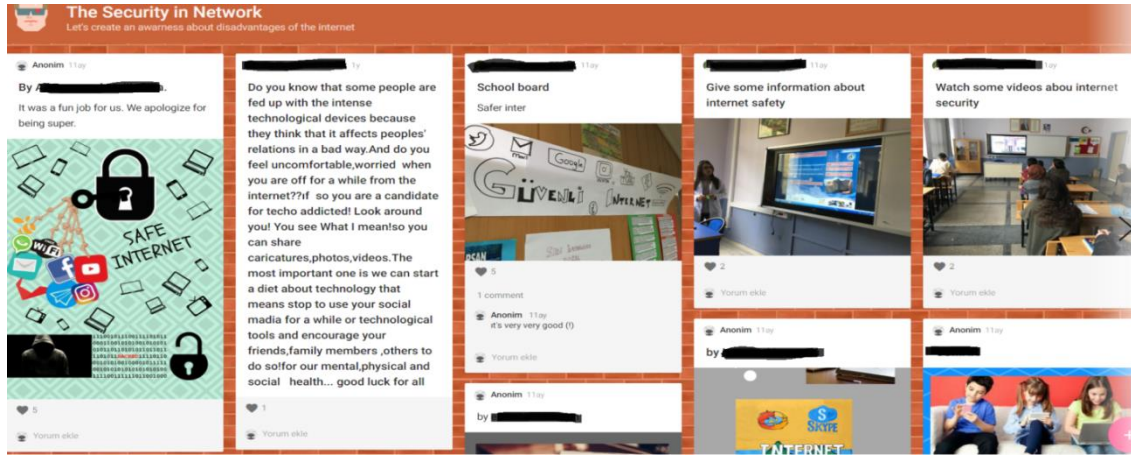 The Security in Network
Let's create an awarness about disadvantages of the internet
Anonim 11ay
By A
It was a fun job for us. We apologize for
being super.
SAFE
INTERNET
WiFi
5
Yorum ekle
1y
Do you know that some people are
fed up with the intense
technological devices because
they think that it affects peoples'
relations in a bad way.And do you
feel uncomfortable,worried when
you are off for a while from the
internet??ıf so you are a candidate
for techo addicted! Look around
you! You see What I mean!so you
can share
caricatures,photos,videos.The
most important one is we can start
a diet about technology that
means stop to use your social
madia for a while or technological
tools and encourage your
friends,family members ,others to
do so!for our mental,physical and
social health... good luck for all
1
Yorum ekle
11ay
School board
Safer inter
Google
GÜVENLİ INTERNET
5
1 comment
Anonim 11ay
it's very very good (!)
Yorum ekle
Anonim 11ay
by
11ay
Give some information about
internet safety
2
Yorum ekle
Anonim 11ay
by
SKYPE
INTERNET
1ay
Watch some videos abou internet
security
2
Yorum ekle
Anonim 11ay